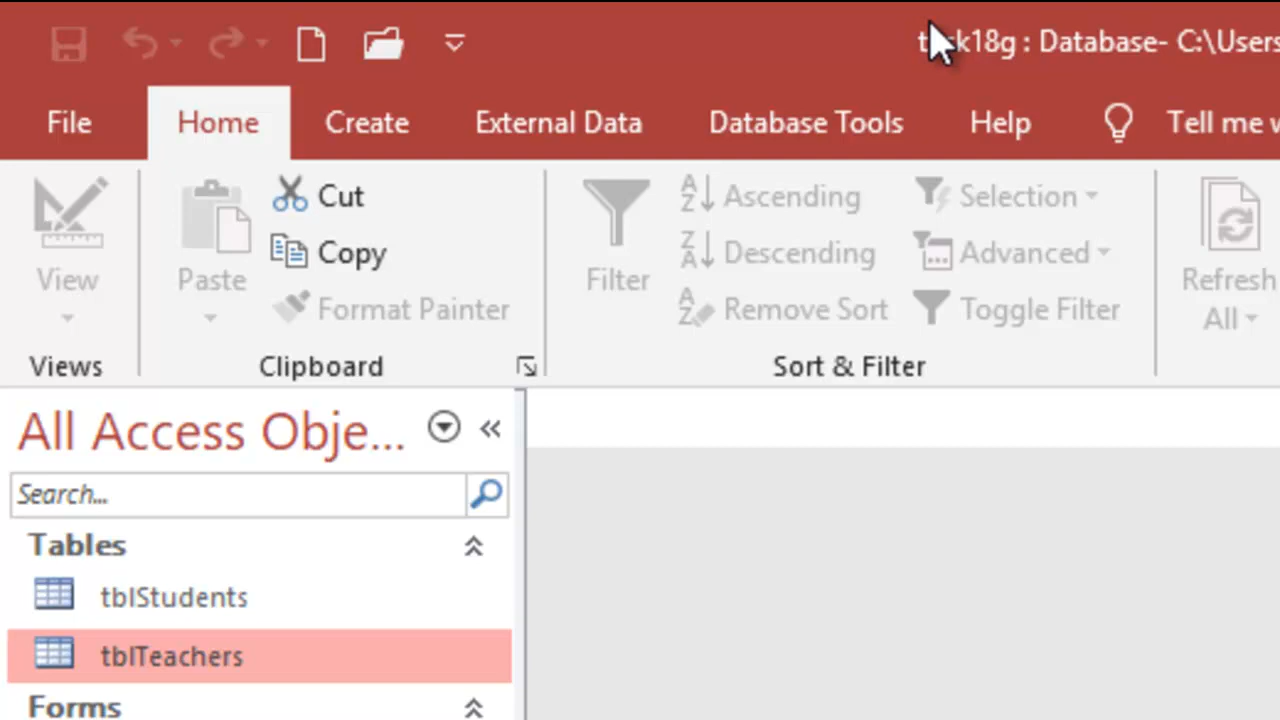 : Database- C:\Users
File Home Create External Data Database Tools Help Tell me
View
Paste
Cut
Copy
Format Painter
Filter
Ascending
Descending
Remove Sort
Selection
Advanced
Toggle Filter
Refresh
All
Views Clipboard Sort & Filter
All Access Obje...
Search...
Tables
tblStudents
tblTeachers
Forms